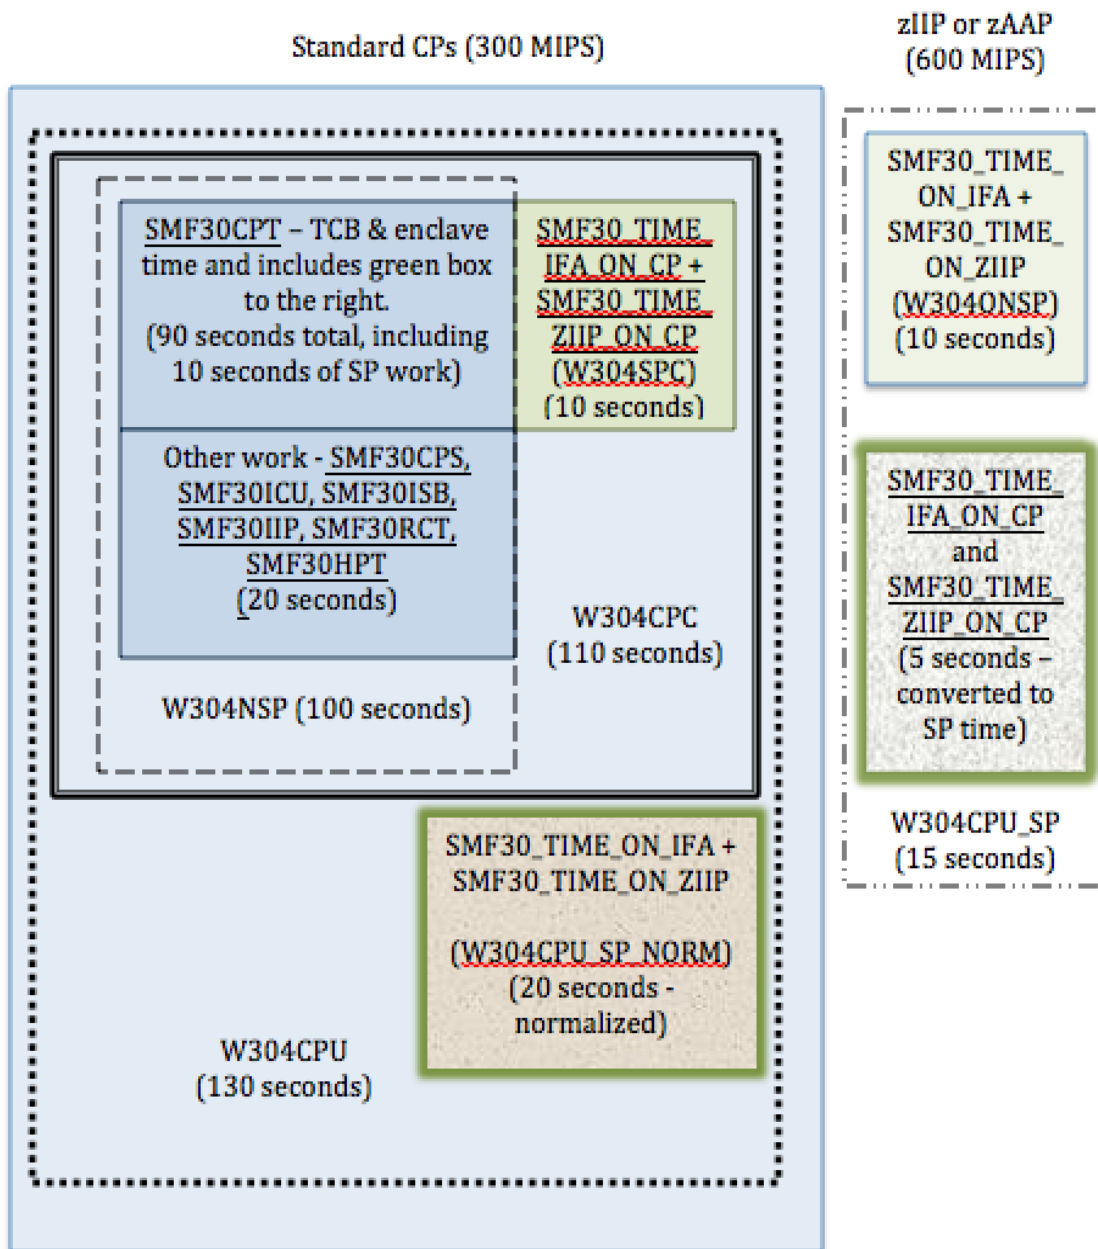 Standard CPs (300 MIPS)
zIIP or zAAP
(600 MIPS)
SMF30CPT – TCB & enclave
time and includes green box
to the right.
(90 seconds total, including
10 seconds of SP work)
SMF30_TIME_
IFA_ON_CP +
SMF30_TIME_
ZIIP_ON_CP
(W304SPC)
(10 seconds)
Other work - SMF30CPS,
SMF30ICU, SMF30ISB,
SMF30IIP, SMF30RCT,
SMF30HPT
(20 seconds)
W304CPC
(110 seconds)
W304NSP (100 seconds)
SMF30_TIME_ON_IFA +
SMF30_TIME_ON_ZIIP
(W304CPU_SP_NORM)
(20 seconds -
normalized)
W304CPU
(130 seconds)
SMF30_TIME_
ON_IFA +
SMF30_TIME_
ON_ZIIP
(W304ONSP)
(10 seconds)
SMF30_TIME_
IFA_ON_CP
and
SMF30_TIME_
ZIIP_ON_CP
(5 seconds –
converted to
SP time)
W304CPU_SP
(15 seconds)